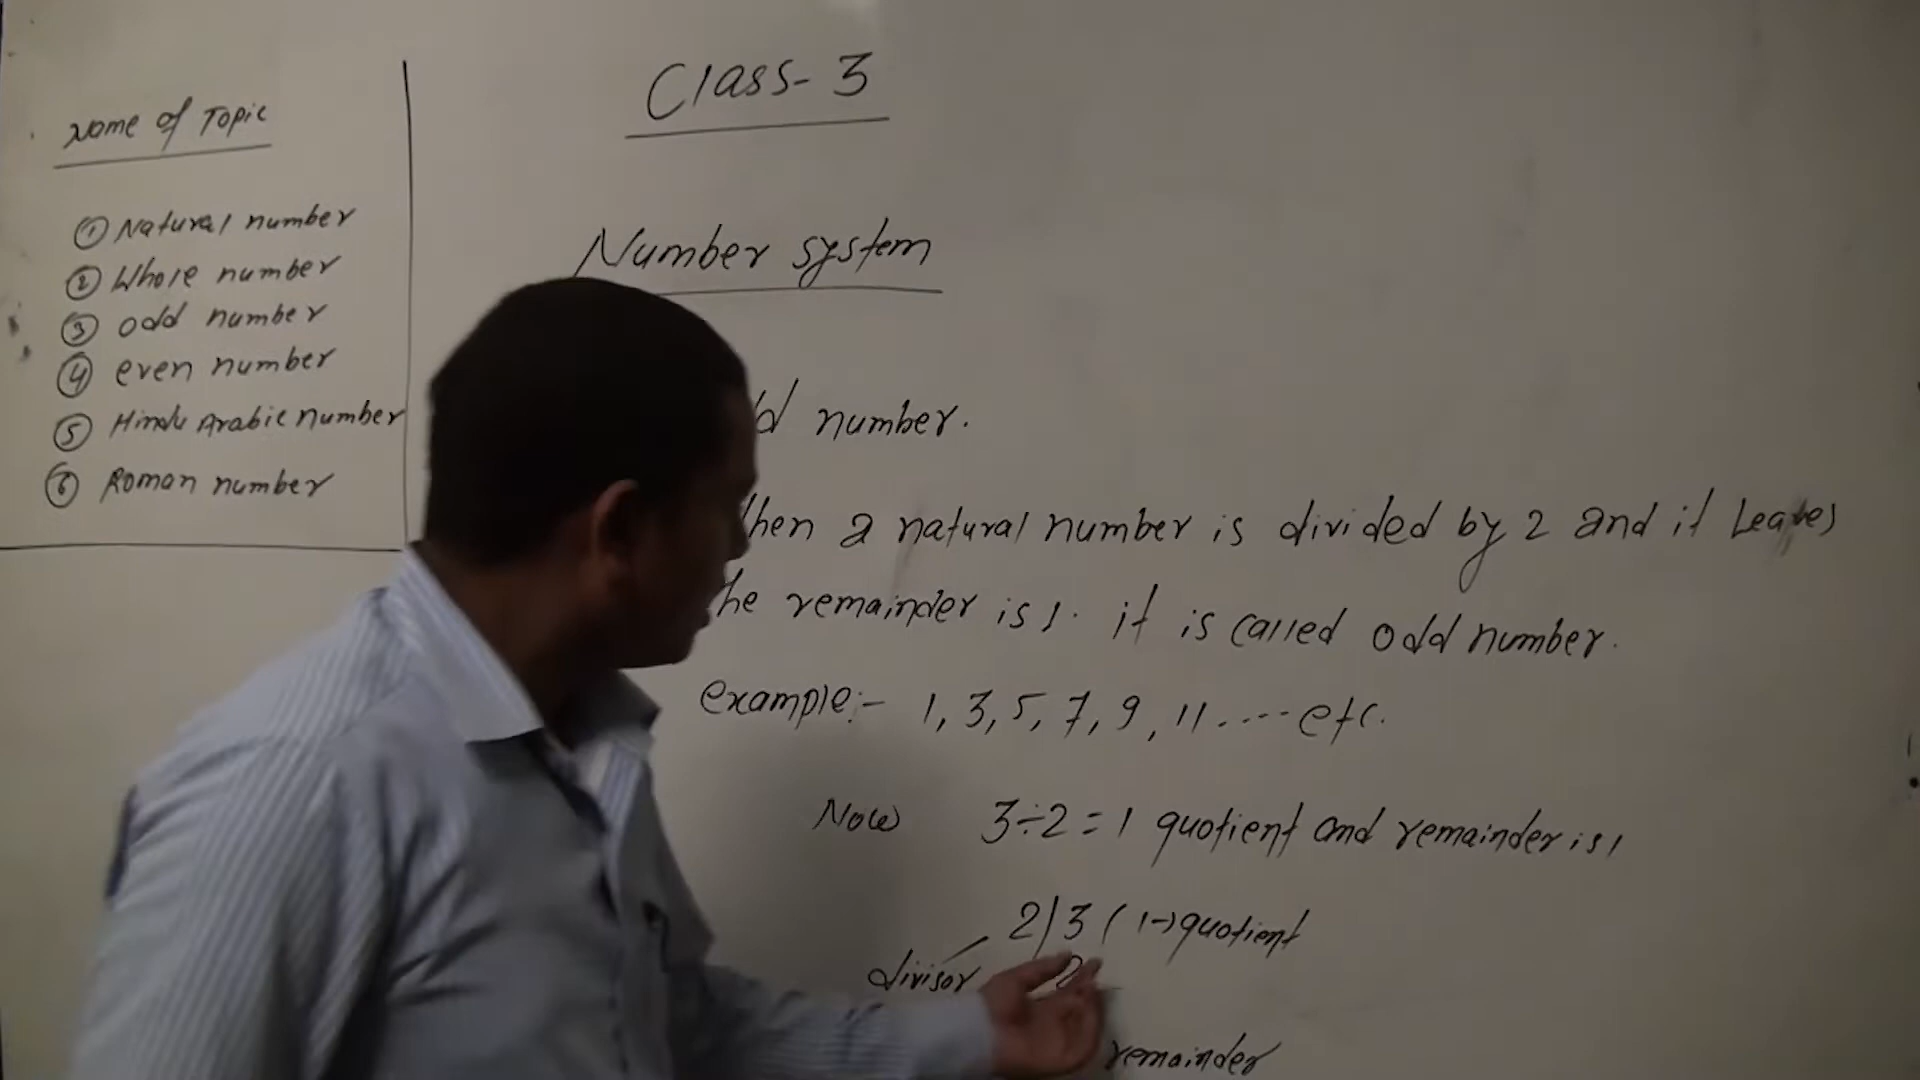 Name of Topic
① Natural number
② Whole number
③ odd number
④ even number
⑤ Hindu Arabic Number
⑥ Roman number
Class-3
Number system
number.
a natural number is divided by 2 and it Leaves
remainder is 1. it is called odd number.
example:- 1, 3, 5, 7, 9, 11....etc.
Now 3÷2=1 quotient and remainder is 1
2)3(1→quotient
divisor 2
remainder